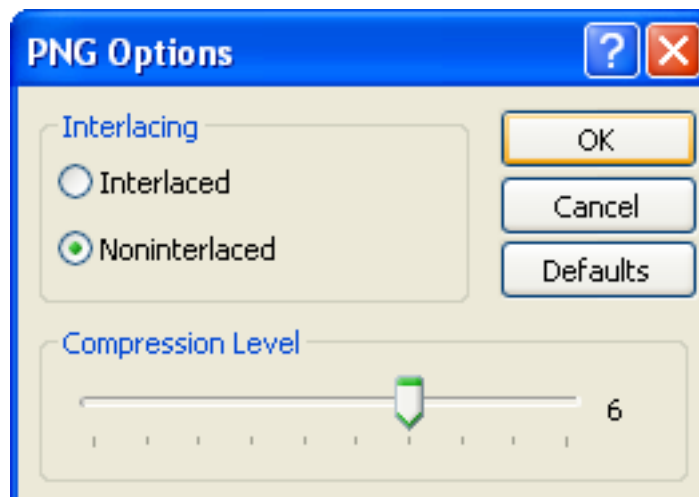 PNG Options
Interlacing
Interlaced
Noninterlaced
OK
Cancel
Defaults
Compression Level
6